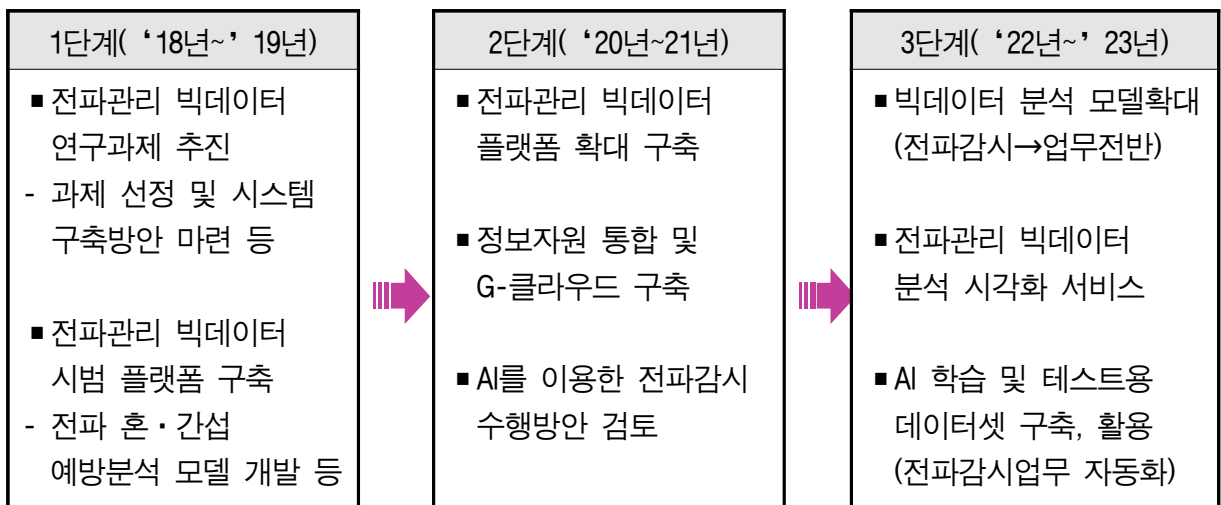 1단계( ‘18년~’ 19년)
■ 전파관리 빅데이터
연구과제 추진
- 과제 선정 및 시스템
구축방안 마련 등
■ 전파관리 빅데이터
시범 플랫폼 구축
- 전파 혼·간섭
예방분석 모델 개발 등
2단계( ‘20년~21년)
■ 전파관리 빅데이터
플랫폼 확대 구축
■ 정보자원 통합 및
G-클라우드 구축
■ AI를 이용한 전파감시
수행방안 검토
3단계( ‘22년~’ 23년)
■ 빅데이터 분석 모델확대
(전파감시→업무전반)
■ 전파관리 빅데이터
분석 시각화 서비스
■ AI 학습 및 테스트용
데이터셋 구축, 활용
(전파감시업무 자동화)